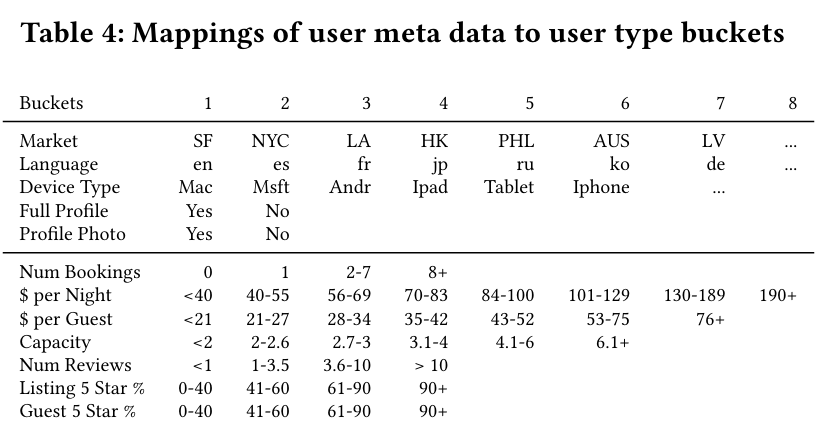 Table 4: Mappings of user meta data to user type buckets
Buckets 1 2 3 4 5 6 7 8
Market SF NYC LA HK PHL AUS LV ...
Language en es fr jp ru ko de ...
Device Type Mac Msft Andr Ipad Tablet Iphone ...
Full Profile Yes No
Profile Photo Yes No
Num Bookings 0 1 2-7 8+
$ per Night <40 40-55 56-69 70-83 84-100 101-129 130-189 190+
$ per Guest <21 21-27 28-34 35-42 43-52 53-75 76+
Capacity <2 2-2.6 2.7-3 3.1-4 4.1-6 6.1+
Num Reviews <1 1-3.5 3.6-10 > 10
Listing 5 Star % 0-40 41-60 61-90 90+
Guest 5 Star % 0-40 41-60 61-90 90+